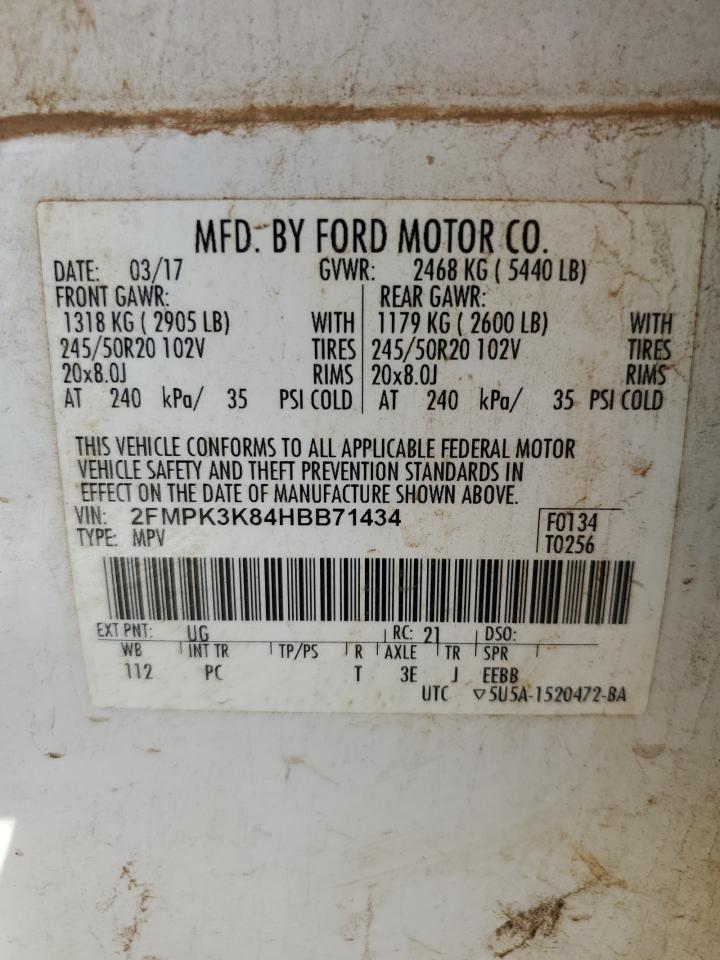 MFD. BY FORD MOTOR CO.
DATE: 03/17 GVWR: 2468 KG ( 5440 LB)
FRONT GAWR: REAR GAWR:
1318 KG ( 2905 LB) WITH 1179 KG ( 2600 LB) WITH
245/50R20 102V TIRES 245/50R20 102V TIRES
20x8.0J RIMS 20x8.0J RIMS
AT 240 kPa/ 35 PSI COLD AT 240 kPa/ 35 PSI COLD
THIS VEHICLE CONFORMS TO ALL APPLICABLE FEDERAL MOTOR
VEHICLE SAFETY AND THEFT PREVENTION STANDARDS IN
EFFECT ON THE DATE OF MANUFACTURE SHOWN ABOVE.
VIN: 2FMPK3K84HBB71434 F0134
TYPE: MPV T0256
EXT PNT: UG RC: 21 DSO:
WB INT TR TP/PS R AXLE TR SPR
112 PC T 3E J EEBB
UTC ▽5U5A-1520472-BA